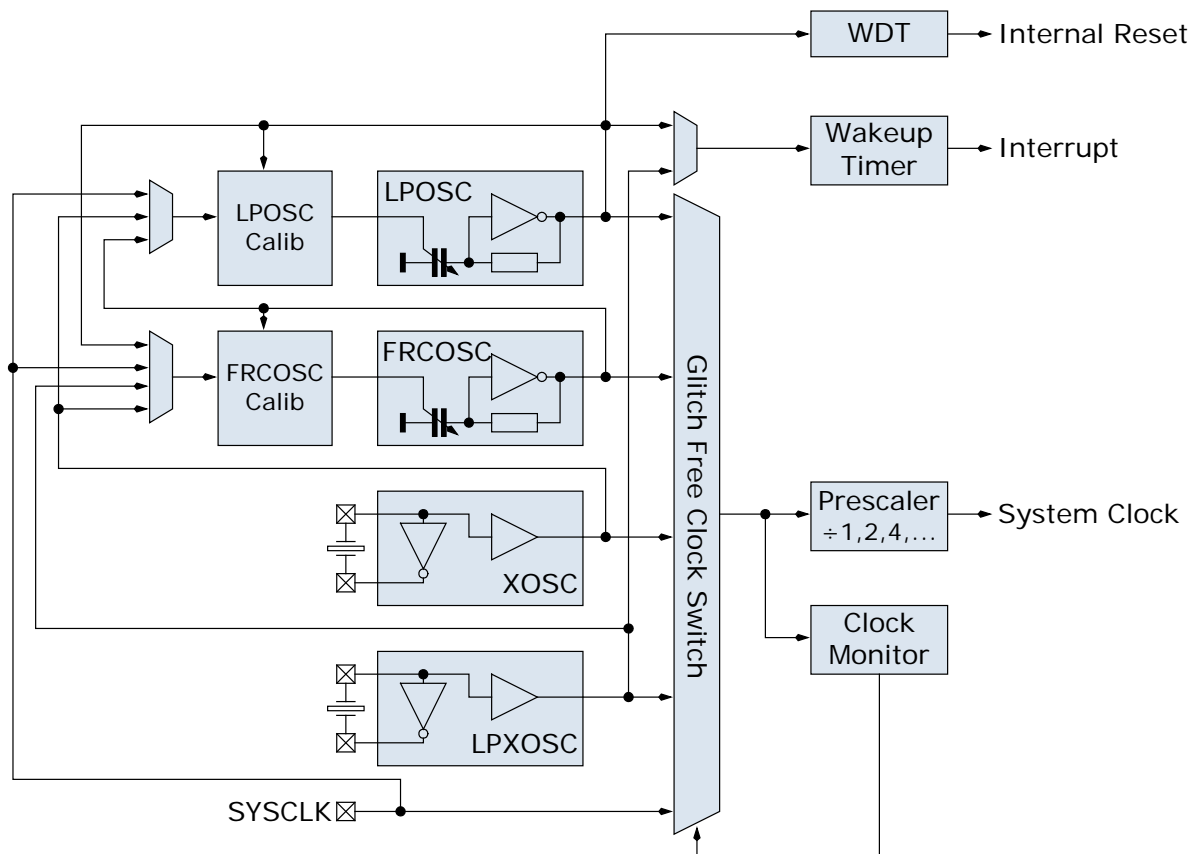 WDT
Internal Reset
Wakeup
Timer
Interrupt
LPOSC
Calib
LPOSC
FRCOSC
Calib
FRCOSC
Glitch Free Clock Switch
XOSC
Prescaler
÷1,2,4,...
System Clock
Clock
Monitor
LPXOSC
SYSCLK